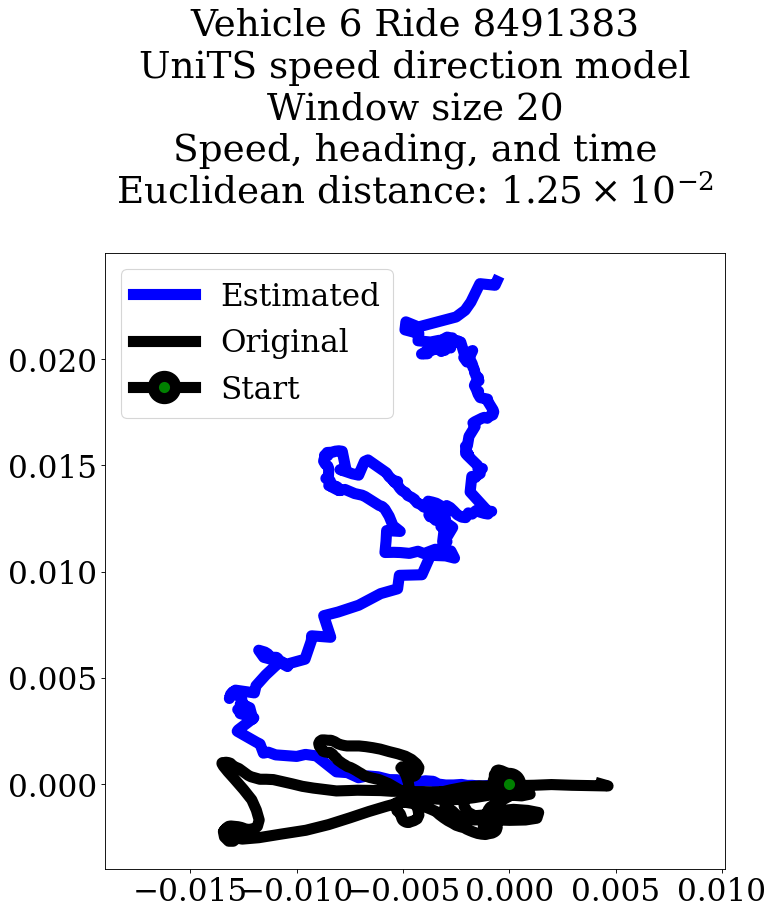 Vehicle 6 Ride 8491383
UniTS speed direction model
Window size 20
Speed, heading, and time
Euclidean distance: 1.25 × 10⁻²
Estimated
Original
Start
0.020
0.015
0.010
0.005
0.000
−0.015 −0.010 −0.005 0.000 0.005 0.010